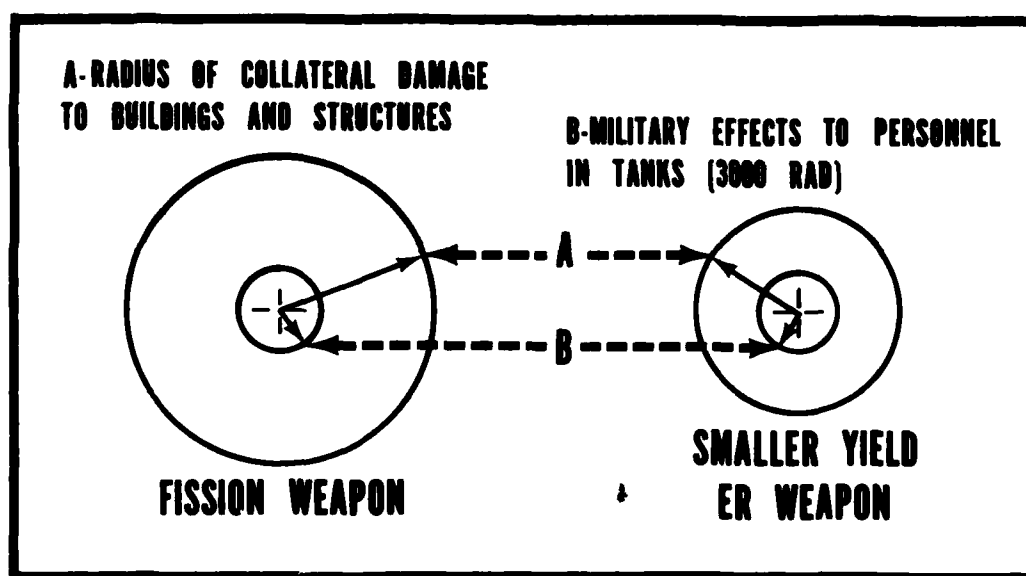 A-RADIUS OF COLLATERAL DAMAGE
TO BUILDINGS AND STRUCTURES
B-MILITARY EFFECTS TO PERSONNEL
IN TANKS (3000 RAD)
A
B
FISSION WEAPON
SMALLER YIELD
ER WEAPON